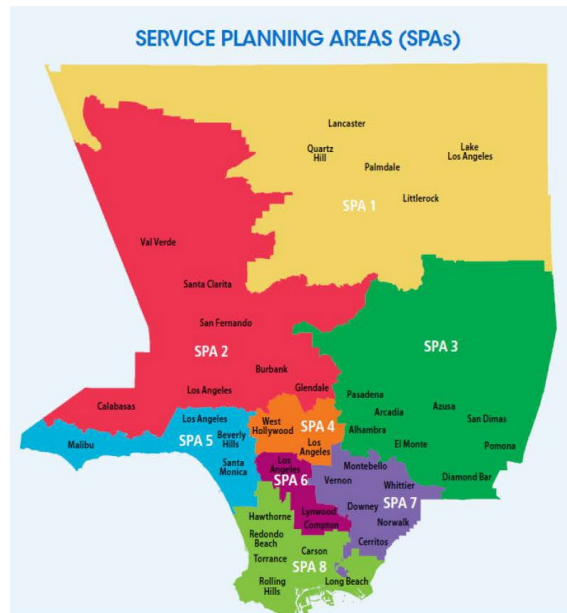 SERVICE PLANNING AREAS (SPAs)
Lancaster
Quartz
Hill
Lake
Los Angeles
Palmdale
Littlerock
SPA 1
Val Verde
Santa Clarita
San Fernando
SPA 2
Burbank
Glendale
Los Angeles
Calabasas
SPA 3
Pasadena
Azusa
Arcadia
San Dimas
Alhambra
El Monte
Pomona
Diamond Bar
West
Hollywood
SPA 4
Los
Angeles
Los Angeles
Malibu
SPA 5
Beverly
Hills
Santa
Monica
Los
Angeles
SPA 6
Lynwood
Compton
Montebello
Vernon
Whittier
SPA 7
Downey
Norwalk
Cerritos
Hawthorne
Redondo
Beach
Carson
Torrance
SPA 8
Rolling
Hills
Long Beach